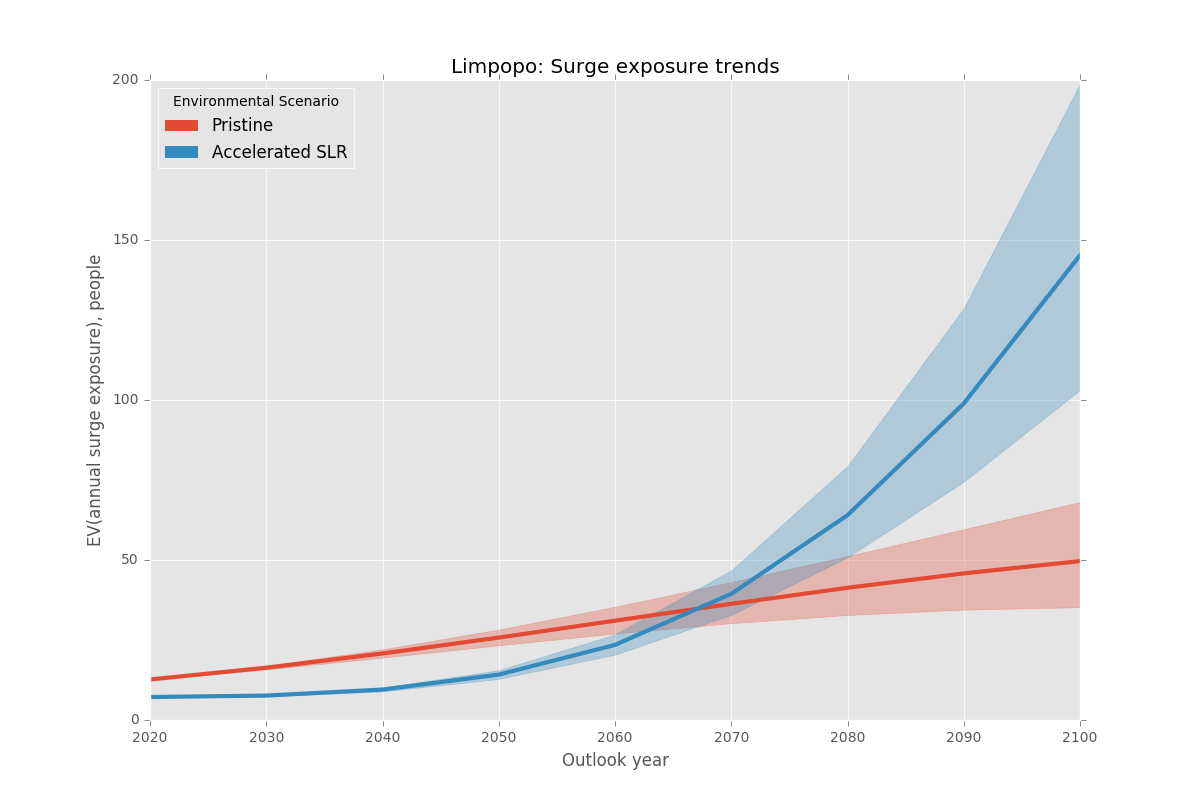 Limpopo: Surge exposure trends
Environmental Scenario
Pristine
Accelerated SLR
EV(annual surge exposure), people
200
150
100
50
0
2020 2030 2040 2050 2060 2070 2080 2090 2100
Outlook year